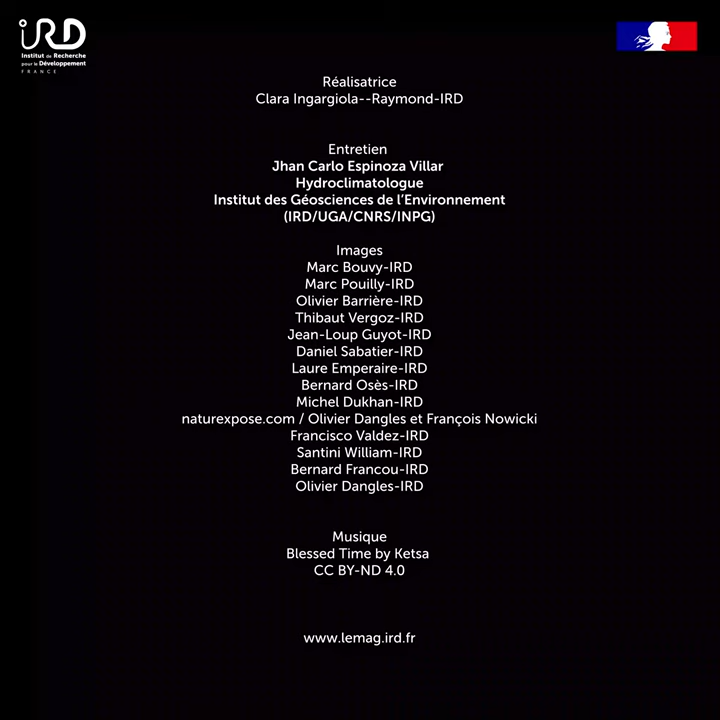 iRD
Institut de Recherche
pour le Développement
FRANCE
Réalisatrice
Clara Ingargiola--Raymond-IRD
Entretien
Jhan Carlo Espinoza Villar
Hydroclimatologue
Institut des Géosciences de l'Environnement
(IRD/UGA/CNRS/INPG)
Images
Marc Bouvy-IRD
Marc Pouilly-IRD
Olivier Barrière-IRD
Thibaut Vergoz-IRD
Jean-Loup Guyot-IRD
Daniel Sabatier-IRD
Laure Emperaire-IRD
Bernard Osès-IRD
Michel Dukhan-IRD
naturexpose.com / Olivier Dangles et François Nowicki
Francisco Valdez-IRD
Santini William-IRD
Bernard Francou-IRD
Olivier Dangles-IRD
Musique
Blessed Time by Ketsa
CC BY-ND 4.0
www.lemag.ird.fr